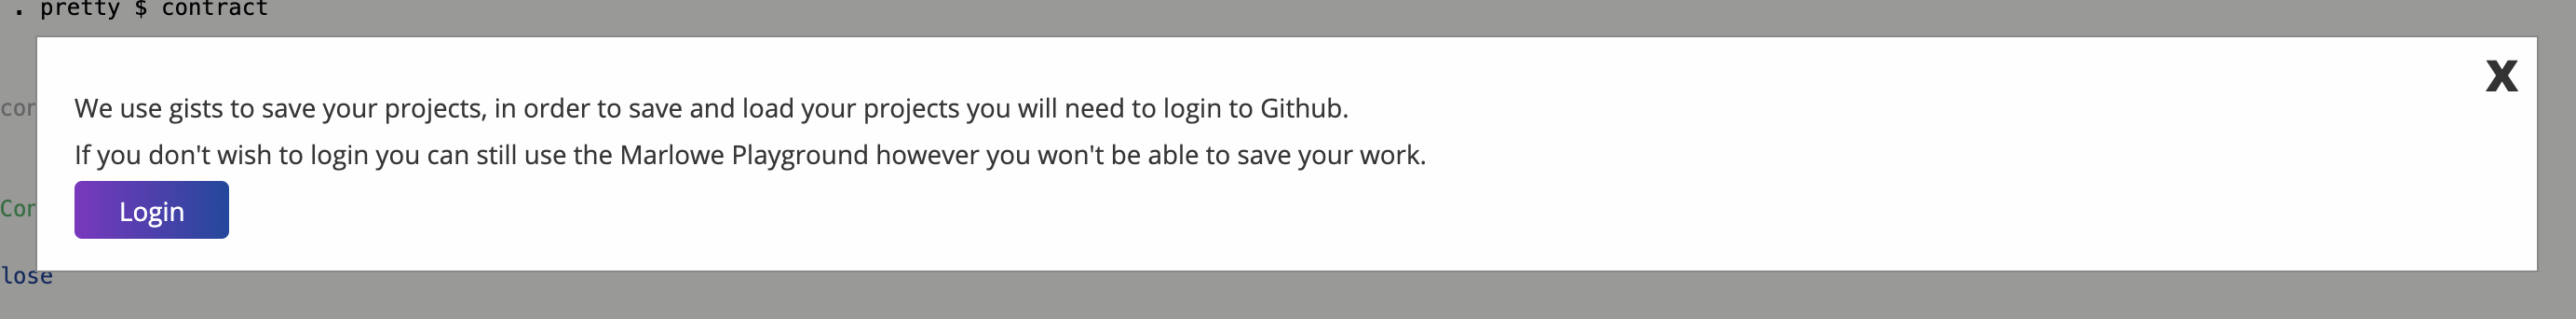 . pretty $ contract
X
cor
We use gists to save your projects, in order to save and load your projects you will need to login to Github.
If you don't wish to login you can still use the Marlowe Playground however you won't be able to save your work.
Cor
Login
lose